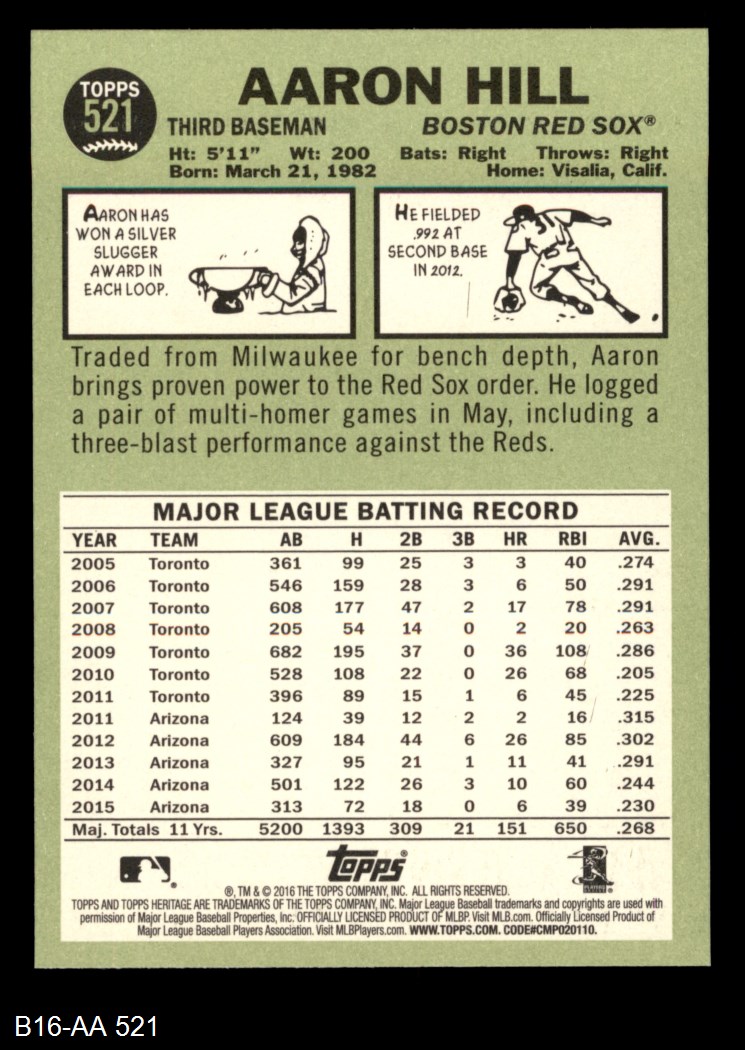 TOPPS
521
AARON HILL
THIRD BASEMAN BOSTON RED SOX®
Ht: 5'11" Wt: 200 Bats: Right Throws: Right
Born: March 21, 1982 Home: Visalia, Calif.
AARON HAS
WON A SILVER
SLUGGER
AWARD IN
EACH LOOP.
HE FIELDED
.992 AT
SECOND BASE
IN 2012.
Traded from Milwaukee for bench depth, Aaron
brings proven power to the Red Sox order. He logged
a pair of multi-homer games in May, including a
three-blast performance against the Reds.
MAJOR LEAGUE BATTING RECORD
YEAR TEAM AB H 2B 3B HR RBI AVG.
2005 Toronto 361 99 25 3 3 40 .274
2006 Toronto 546 159 28 3 6 50 .291
2007 Toronto 608 177 47 2 17 78 .291
2008 Toronto 205 54 14 0 2 20 .263
2009 Toronto 682 195 37 0 36 108 .286
2010 Toronto 528 108 22 0 26 68 .205
2011 Toronto 396 89 15 1 6 45 .225
2011 Arizona 124 39 12 2 2 16 .315
2012 Arizona 609 184 44 6 26 85 .302
2013 Arizona 327 95 21 1 11 41 .291
2014 Arizona 501 122 26 3 10 60 .244
2015 Arizona 313 72 18 0 6 39 .230
Maj. Totals 11 Yrs. 5200 1393 309 21 151 650 .268
Topps®
®, TM & © 2016 THE TOPPS COMPANY, INC. ALL RIGHTS RESERVED.
TOPPS AND TOPPS HERITAGE ARE TRADEMARKS OF THE TOPPS COMPANY, INC. Major League Baseball trademarks and copyrights are used with
permission of Major League Baseball Properties, Inc. OFFICIALLY LICENSED PRODUCT OF MLBP. Visit MLB.com. Officially Licensed Product of
Major League Baseball Players Association. Visit MLBPlayers.com. WWW.TOPPS.COM. CODE#CMP020110.
B16-AA 521